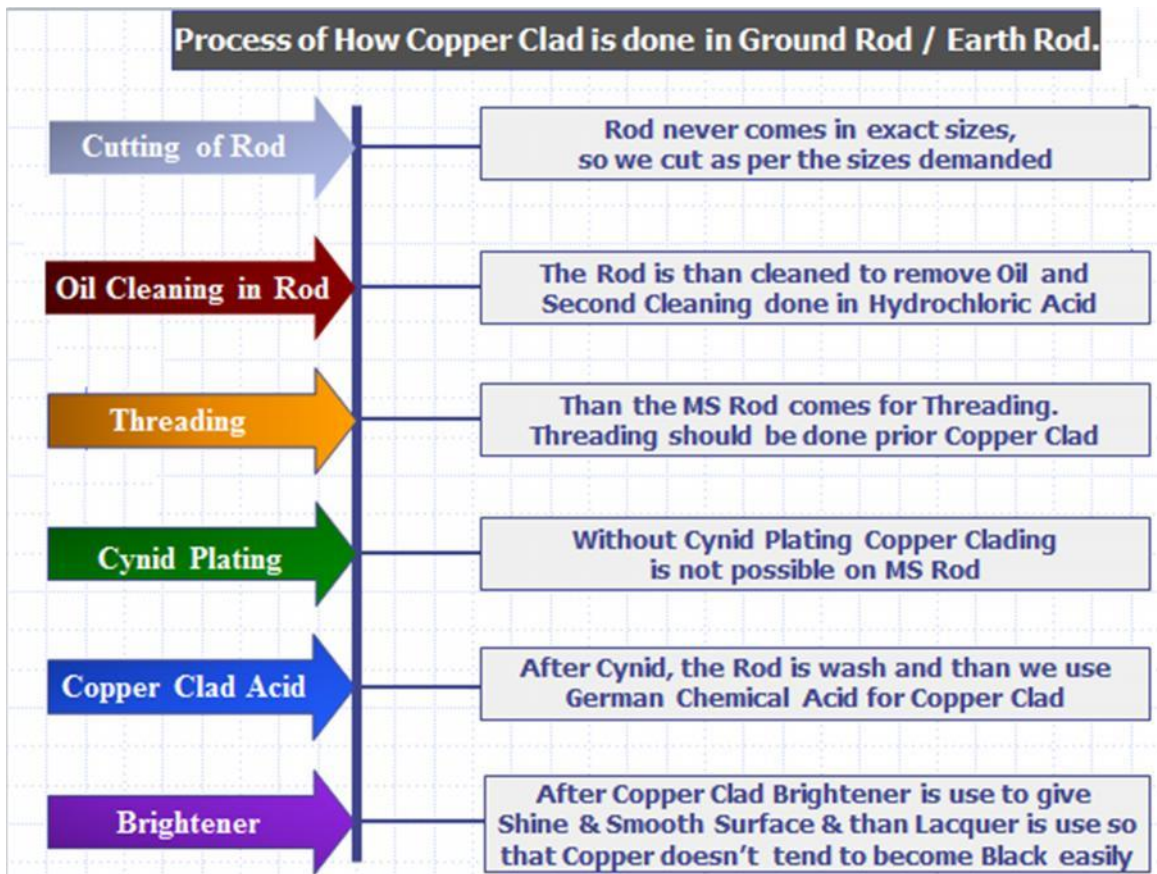 Process of How Copper Clad is done in Ground Rod / Earth Rod.
Cutting of Rod
Rod never comes in exact sizes,
so we cut as per the sizes demanded
Oil Cleaning in Rod
The Rod is than cleaned to remove Oil and
Second Cleaning done in Hydrochloric Acid
Threading
Than the MS Rod comes for Threading.
Threading should be done prior Copper Clad
Cynid Plating
Without Cynid Plating Copper Clading
is not possible on MS Rod
Copper Clad Acid
After Cynid, the Rod is wash and than we use
German Chemical Acid for Copper Clad
Brightener
After Copper Clad Brightener is use to give
Shine & Smooth Surface & than Lacquer is use so
that Copper doesn't tend to become Black easily